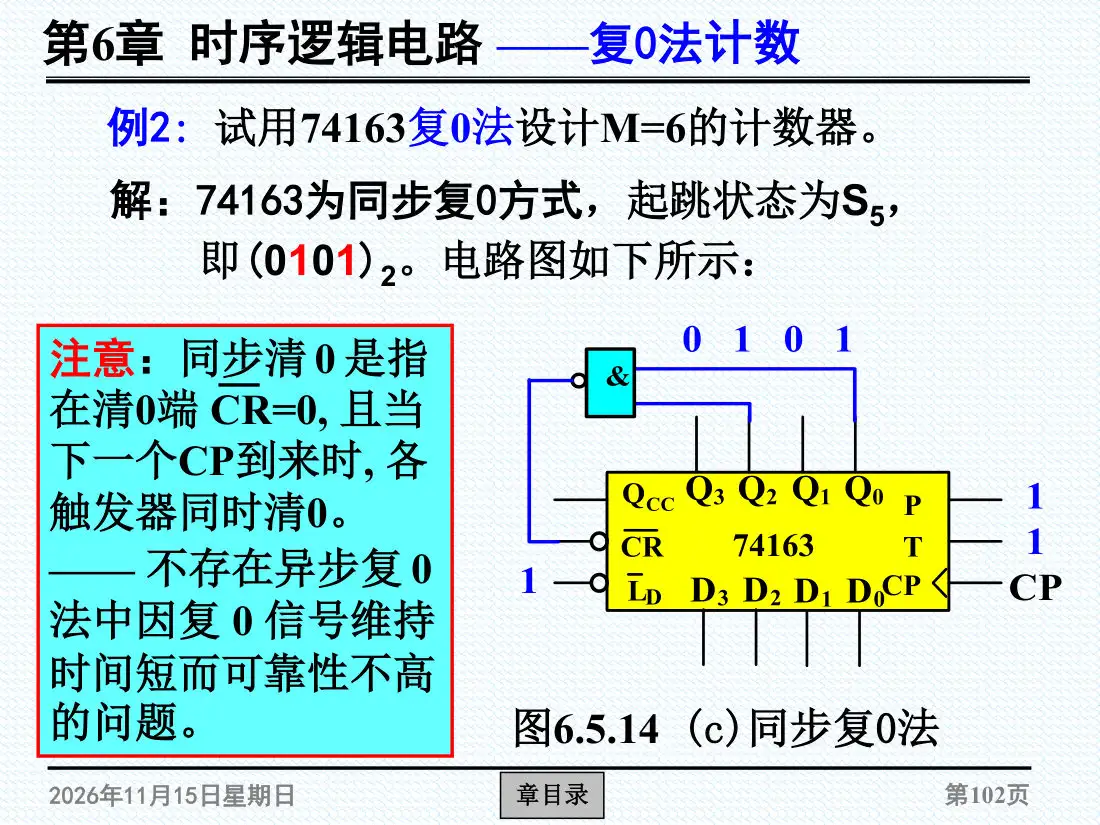 第6章 时序逻辑电路 ——复0法计数
例2: 试用74163复0法设计M=6的计数器。
解：74163为同步复0方式，起跳状态为S5，
即(0101)2。电路图如下所示：
注意：同步清 0 是指
在清0端 C̅R̅=0, 且当
下一个CP到来时, 各
触发器同时清0。
—— 不存在异步复 0
法中因复 0 信号维持
时间短而可靠性不高
的问题。
0 1 0 1
&
QCC Q3 Q2 Q1 Q0 P 1
C̅R̅ 74163 T 1
1 L̅D D3 D2 D1 D0 CP CP
图6.5.14 (c)同步复0法
2026年11月15日星期日
章目录
第102页